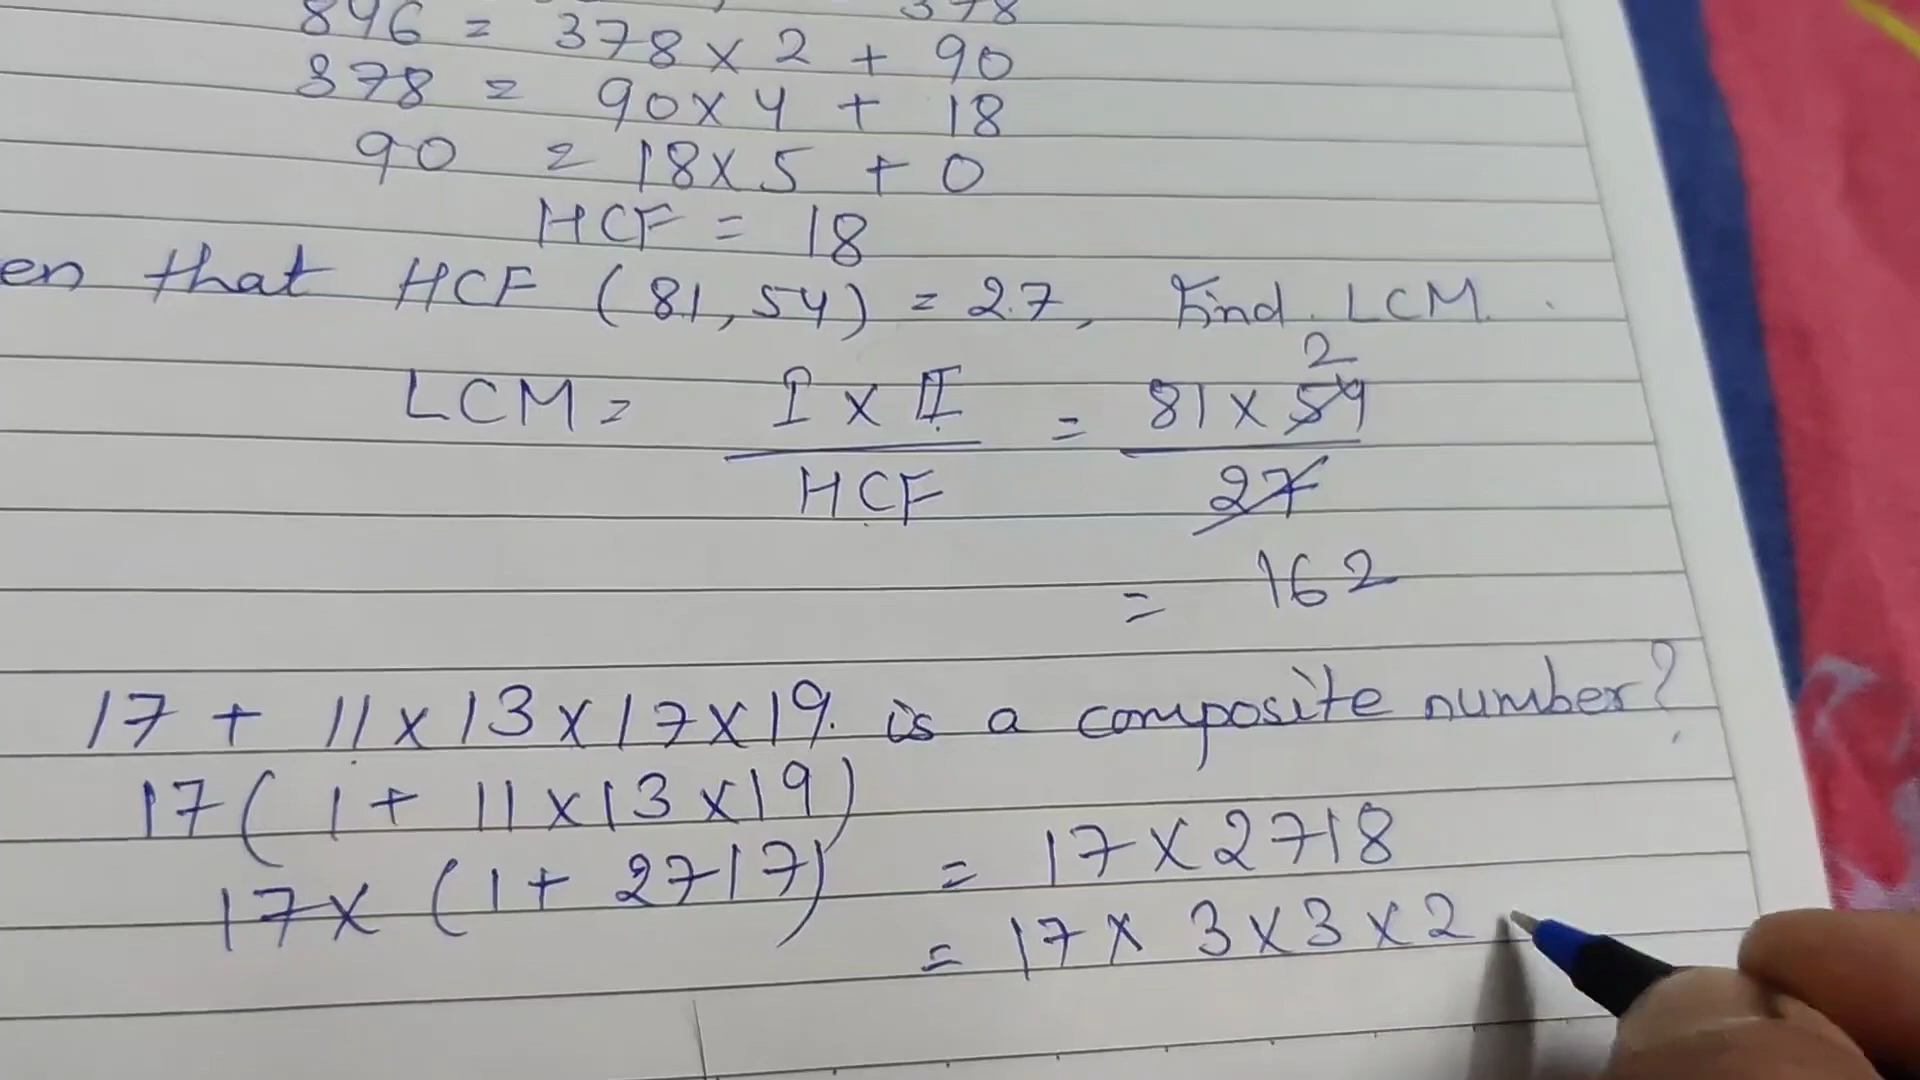 378
846 = 378 x 2 + 90
378 = 90 x 4 + 18
90 = 18 x 5 + 0
HCF = 18
en that HCF (81, 54) = 27, Find LCM.
LCM = I x II / HCF = 81 x 54 / 27
2
= 162
17 + 11 x 13 x 17 x 19. is a composite number?
17 ( 1 + 11 x 13 x 19 )
17 x ( 1 + 2717 ) = 17 x 2718
= 17 x 3 x 3 x 2